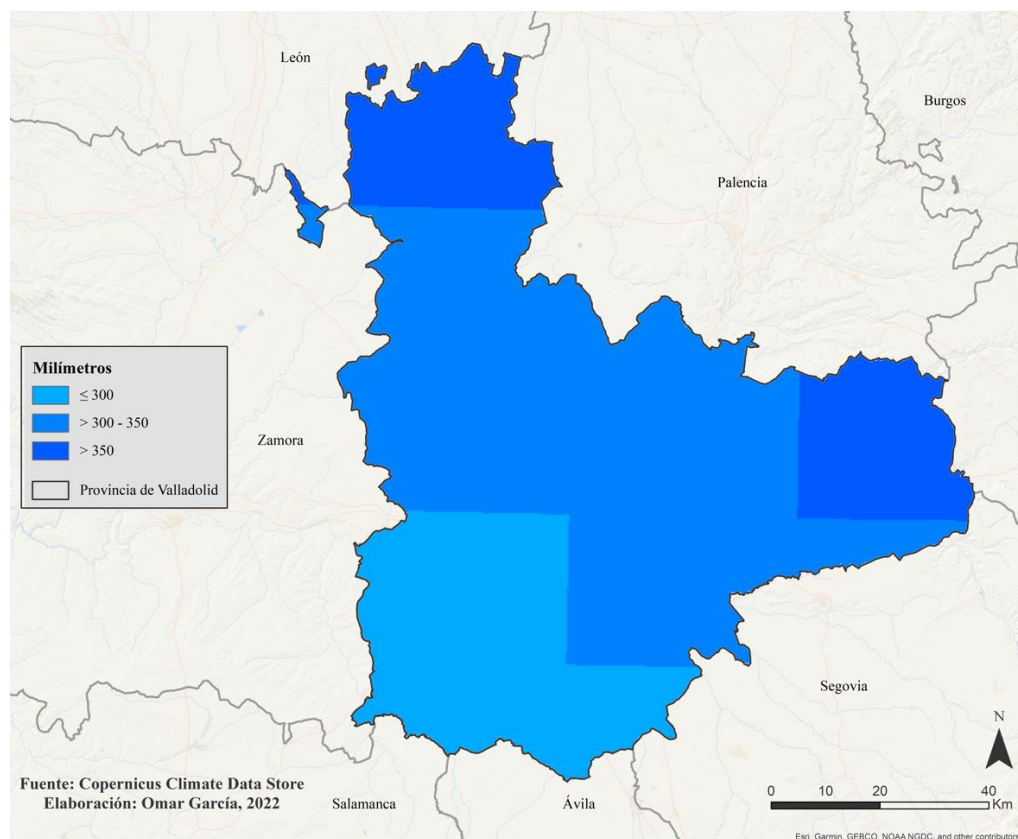 León
Burgos
Palencia
Milímetros
≤ 300
> 300 - 350
> 350
Provincia de Valladolid
Zamora
Segovia
N
Fuente: Copernicus Climate Data Store
Elaboración: Omar García, 2022
Salamanca
Ávila
0 10 20 40 Km
Esri, Garmin, GEBCO, NOAA NGDC, and other contributors